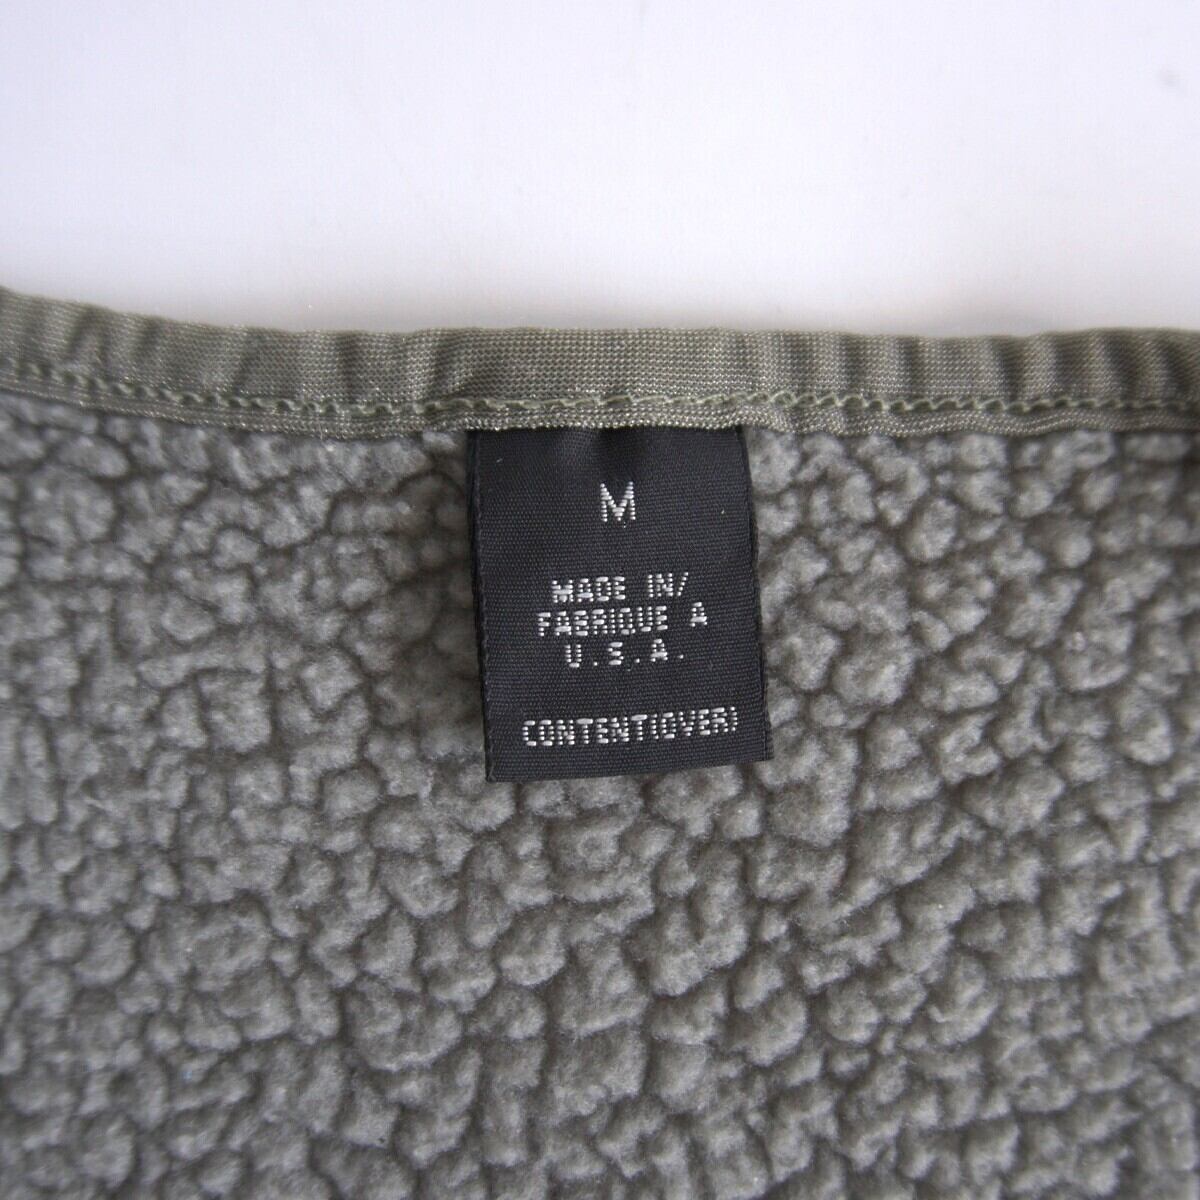 M
MADE IN/
FABRIQUE A
U.S.A.
CONTENT(OVER)